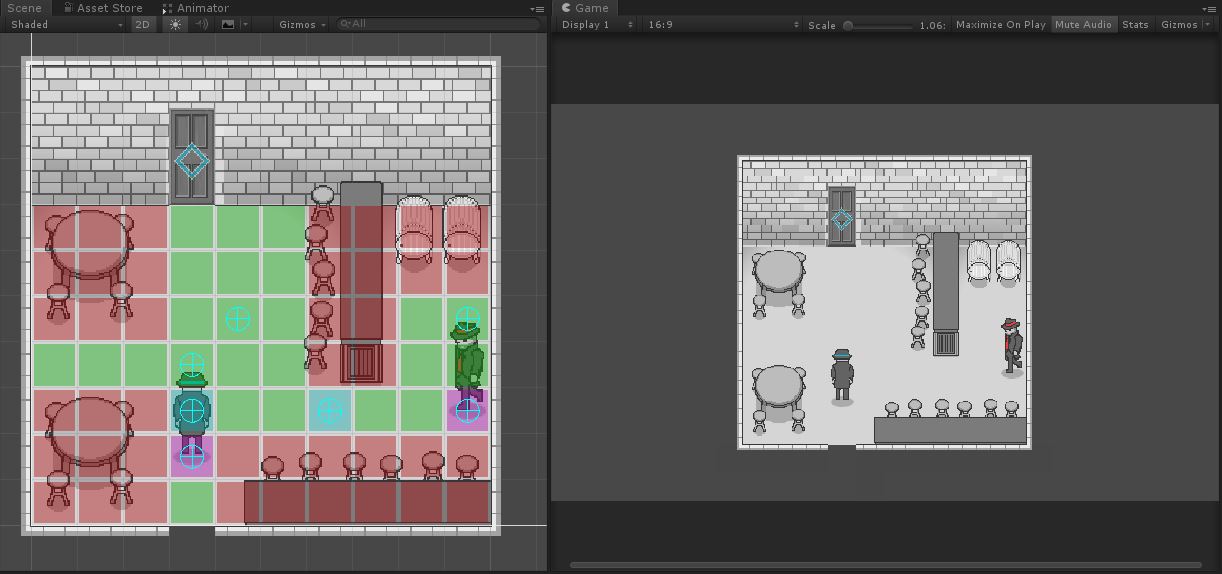 Scene Asset Store Animator
Shaded 2D Gizmos All
Game
Display 1 16:9 Scale 1.06: Maximize On Play Mute Audio Stats Gizmos